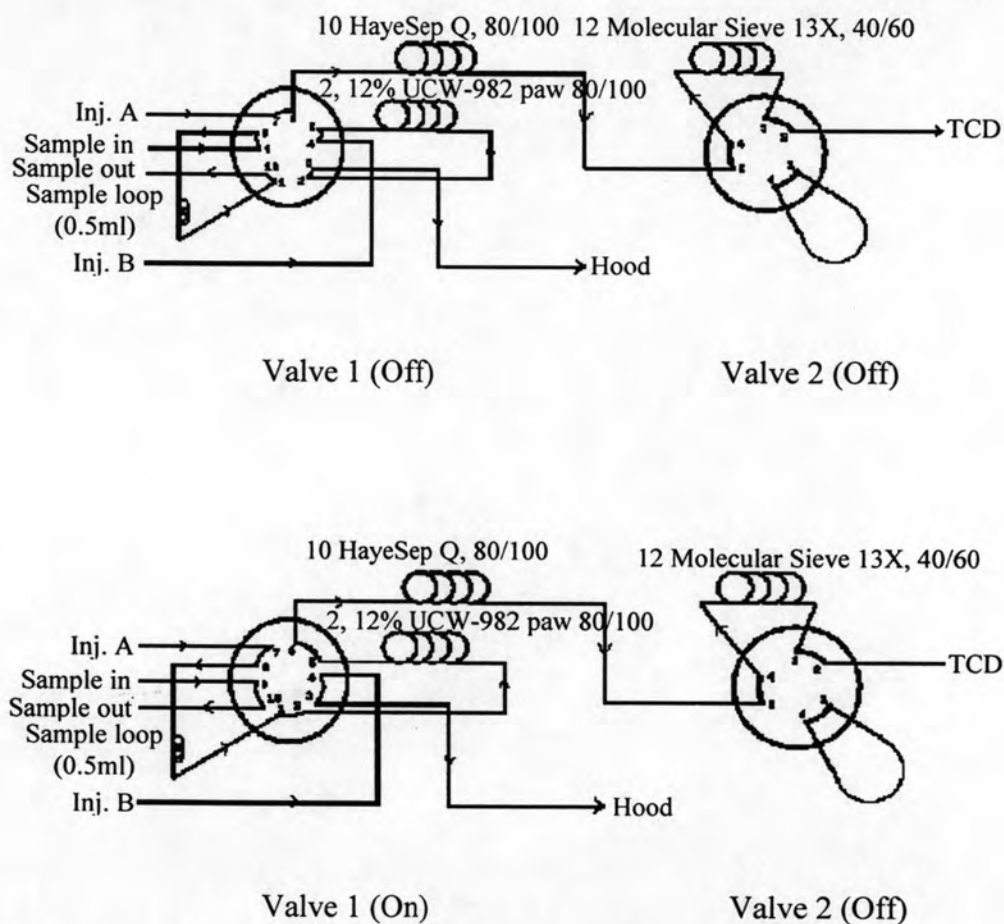 10 HayeSep Q, 80/100
12 Molecular Sieve 13X, 40/60
2, 12% UCW-982 paw 80/100
Inj. A
Sample in
Sample out
Sample loop
(0.5ml)
Inj. B
TCD
Hood
Valve 1 (Off)
Valve 2 (Off)
10 HayeSep Q, 80/100
12 Molecular Sieve 13X, 40/60
2, 12% UCW-982 paw 80/100
Inj. A
Sample in
Sample out
Sample loop
(0.5ml)
Inj. B
TCD
Hood
Valve 1 (On)
Valve 2 (Off)